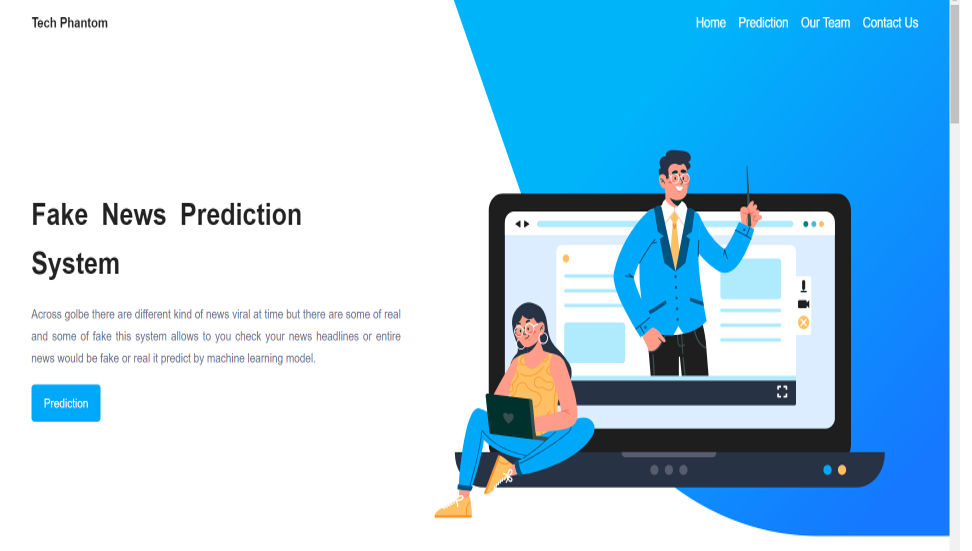 Tech Phantom
Home Prediction Our Team Contact Us
Fake News Prediction
System
Across golbe there are different kind of news viral at time but there are some of real
and some of fake this system allows to you check your news headlines or entire
news would be fake or real it predict by machine learning model.
Prediction